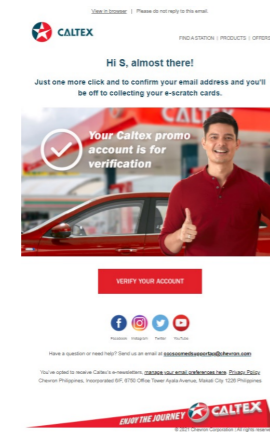 View in browser | Please do not reply to this email.
CALTEX
FIND A STATION | PRODUCTS | OFFERS
Hi S, almost there!
Just one more click and to confirm your email address and you'll
be off to collecting your e-scratch cards.
CALTEX
Your Caltex promo
account is for
verification
VERIFY YOUR ACCOUNT
Facebook Instagram Twitter YouTube
Have a question or need help? Send us an email at @chevron.com
You've opted to receive Caltex's e-newsletters, manage your email preferences here. Privacy Policy
Chevron Philippines, Incorporated 6/F, 6750 Office Tower Ayala Avenue, Makati City 1226 Philippines
ENJOY THE JOURNEY CALTEX
© 2021 Chevron Corporation | All rights reserved